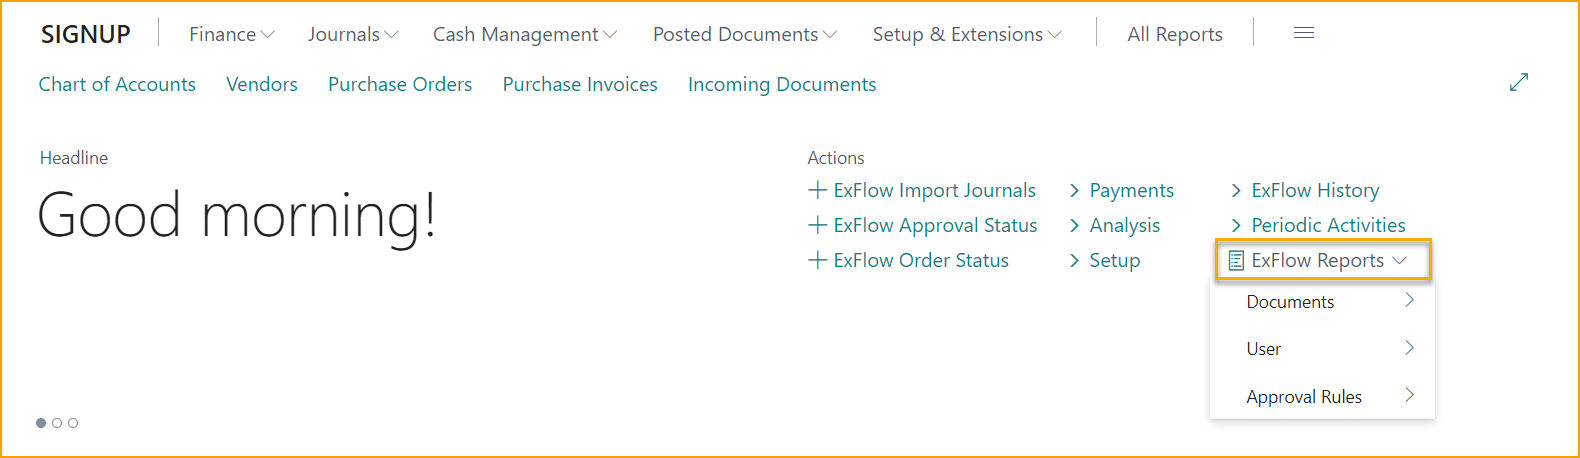 SIGNUP Finance Journals Cash Management Posted Documents Setup & Extensions All Reports
Chart of Accounts Vendors Purchase Orders Purchase Invoices Incoming Documents
Headline
Good morning!
Actions
ExFlow Import Journals Payments ExFlow History
ExFlow Approval Status Analysis Periodic Activities
ExFlow Order Status Setup ExFlow Reports
Documents
User
Approval Rules